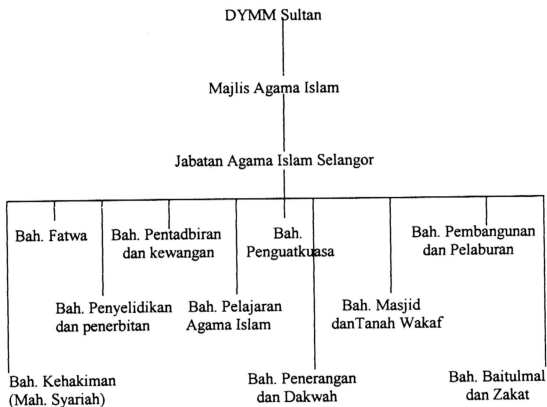 DYMM Sultan
Majlis Agama Islam
Jabatan Agama Islam Selangor
Bah. Fatwa
Bah. Pentadbiran
dan kewangan
Bah.
Penguatkuasa
Bah. Pembangunan
dan Pelaburan
Bah. Penyelidikan
dan penerbitan
Bah. Pelajaran
Agama Islam
Bah. Masjid
danTanah Wakaf
Bah. Kehakiman
(Mah. Syariah)
Bah. Penerangan
dan Dakwah
Bah. Baitulmal
dan Zakat